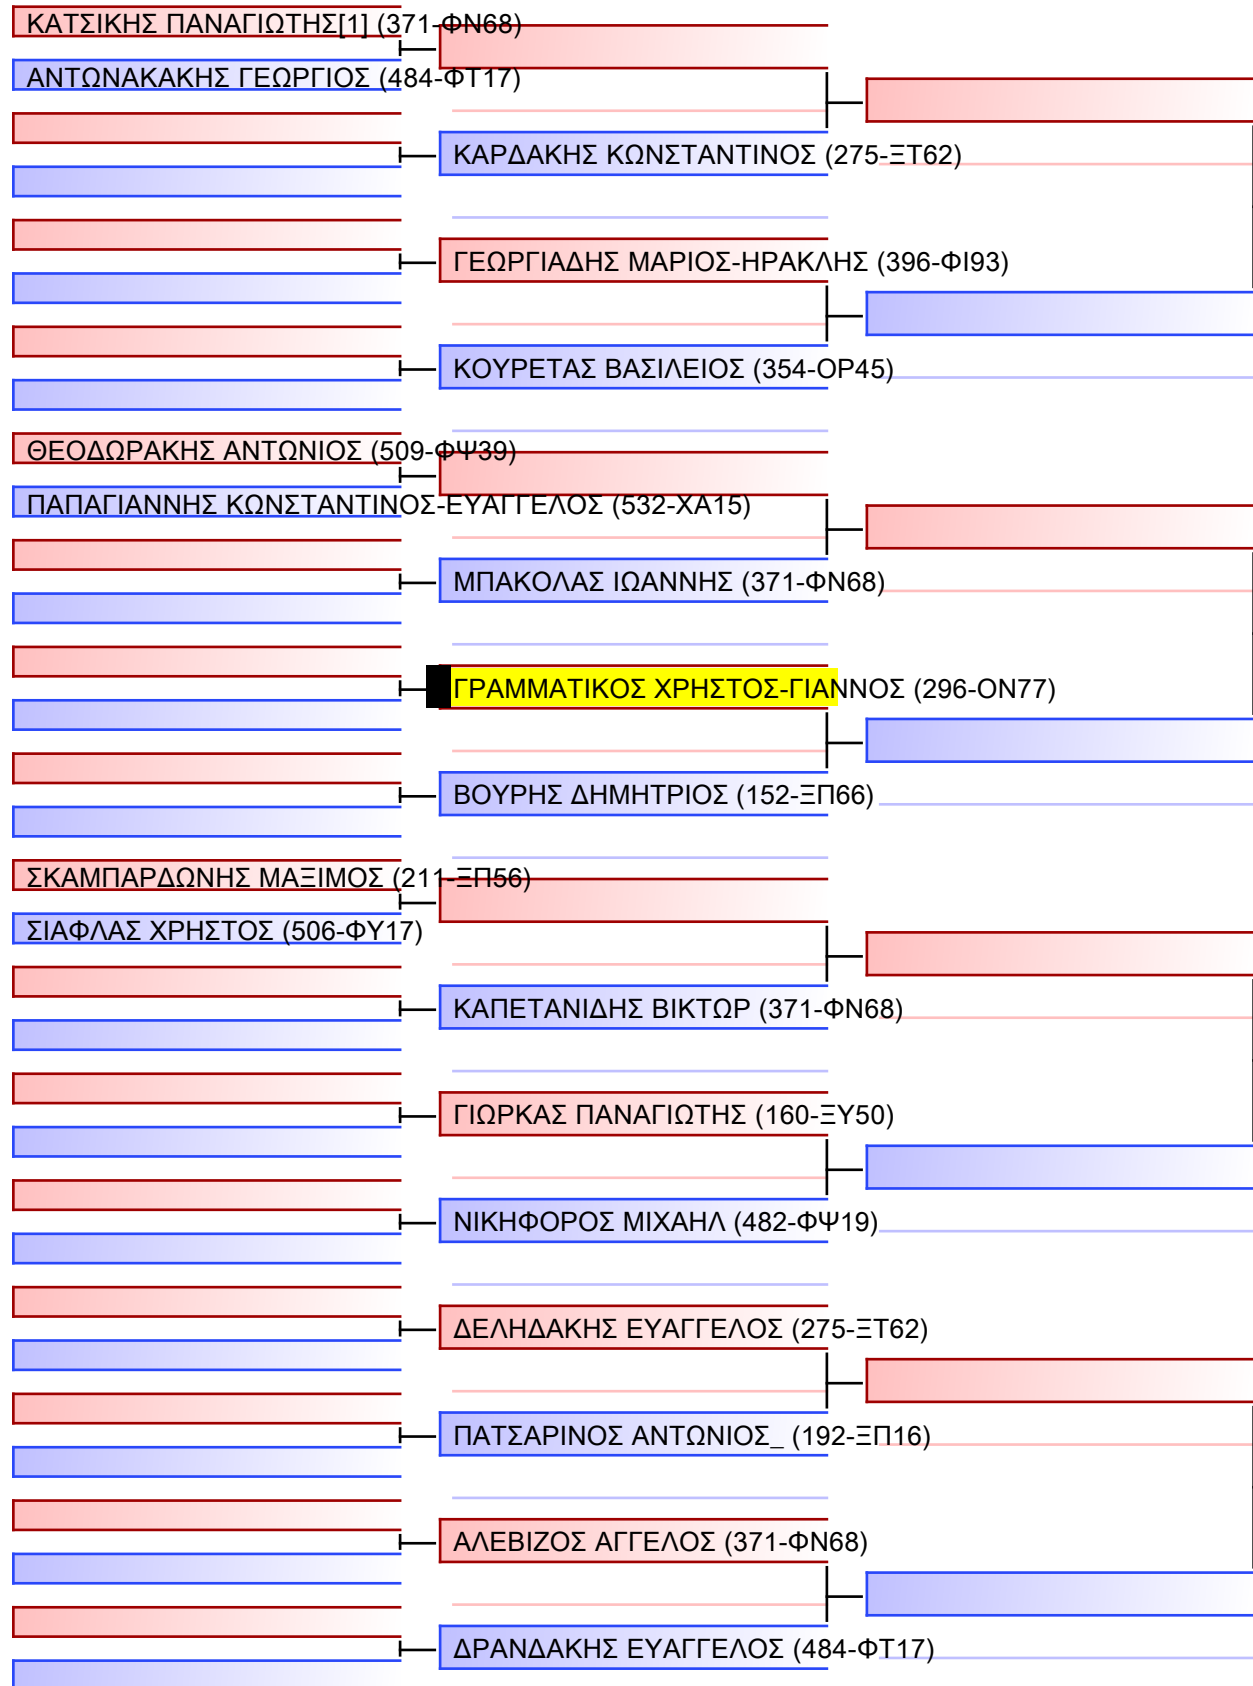 ΚΑΤΣΙΚΗΣ ΠΑΝΑΓΙΩΤΗΣ[1] (371-ΦΝ68)
ΑΝΤΩΝΑΚΑΚΗΣ ΓΕΩΡΓΙΟΣ (484-ΦΤ17)
ΚΑΡΔΑΚΗΣ ΚΩΝΣΤΑΝΤΙΝΟΣ (275-ΞΤ62)
ΓΕΩΡΓΙΑΔΗΣ ΜΑΡΙΟΣ-ΗΡΑΚΛΗΣ (396-ΦΙ93)
ΚΟΥΡΕΤΑΣ ΒΑΣΙΛΕΙΟΣ (354-ΟΡ45)
ΘΕΟΔΩΡΑΚΗΣ ΑΝΤΩΝΙΟΣ (509-ΦΨ39)
ΠΑΠΑΓΙΑΝΝΗΣ ΚΩΝΣΤΑΝΤΙΝΟΣ-ΕΥΑΓΓΕΛΟΣ (532-ΧΑ15)
ΜΠΑΚΟΛΑΣ ΙΩΑΝΝΗΣ (371-ΦΝ68)
ΓΡΑΜΜΑΤΙΚΟΣ ΧΡΗΣΤΟΣ-ΓΙΑΝΝΟΣ (296-ΟΝ77)
ΒΟΥΡΗΣ ΔΗΜΗΤΡΙΟΣ (152-ΞΠ66)
ΣΚΑΜΠΑΡΔΩΝΗΣ ΜΑΞΙΜΟΣ (211-ΞΠ56)
ΣΙΑΦΛΑΣ ΧΡΗΣΤΟΣ (506-ΦΥ17)
ΚΑΠΕΤΑΝΙΔΗΣ ΒΙΚΤΩΡ (371-ΦΝ68)
ΓΙΩΡΚΑΣ ΠΑΝΑΓΙΩΤΗΣ (160-ΞΥ50)
ΝΙΚΗΦΟΡΟΣ ΜΙΧΑΗΛ (482-ΦΨ19)
ΔΕΛΗΔΑΚΗΣ ΕΥΑΓΓΕΛΟΣ (275-ΞΤ62)
ΠΑΤΣΑΡΙΝΟΣ ΑΝΤΩΝΙΟΣ_ (192-ΞΠ16)
ΑΛΕΒΙΖΟΣ ΑΓΓΕΛΟΣ (371-ΦΝ68)
ΔΡΑΝΔΑΚΗΣ ΕΥΑΓΓΕΛΟΣ (484-ΦΤ17)